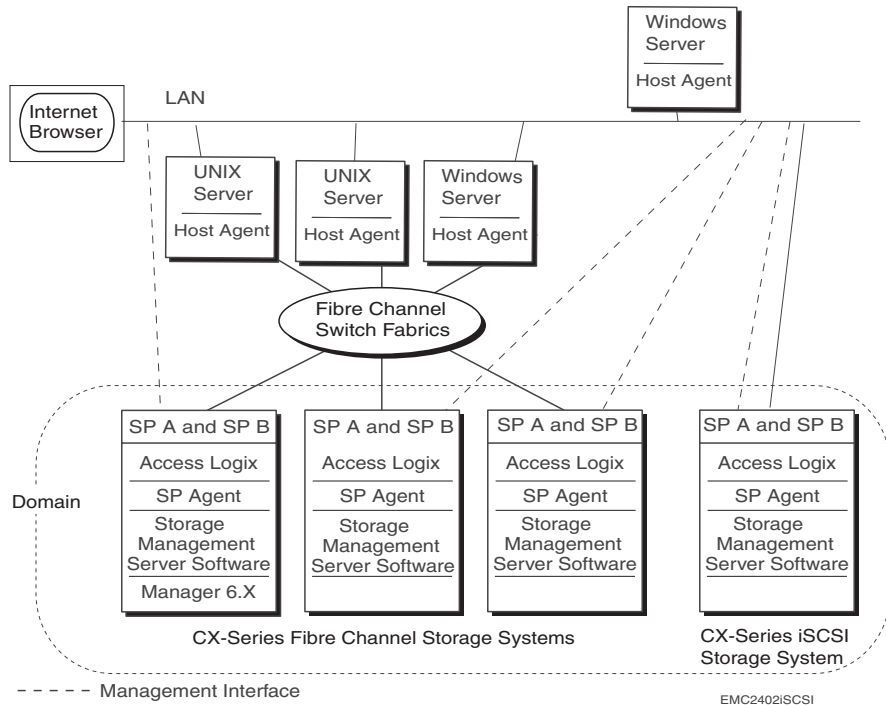 Windows
Server
Host Agent
LAN
Internet
Browser
UNIX
Server
Host Agent
UNIX
Server
Host Agent
Windows
Server
Host Agent
Fibre Channel
Switch Fabrics
Domain
SP A and SP B
Access Logix
SP Agent
Storage
Management
Server Software
Manager 6.X
SP A and SP B
Access Logix
SP Agent
Storage
Management
Server Software
SP A and SP B
Access Logix
SP Agent
Storage
Management
Server Software
SP A and SP B
Access Logix
SP Agent
Storage
Management
Server Software
CX-Series Fibre Channel Storage Systems
CX-Series iSCSI
Storage System
Management Interface
EMC2402iSCSI